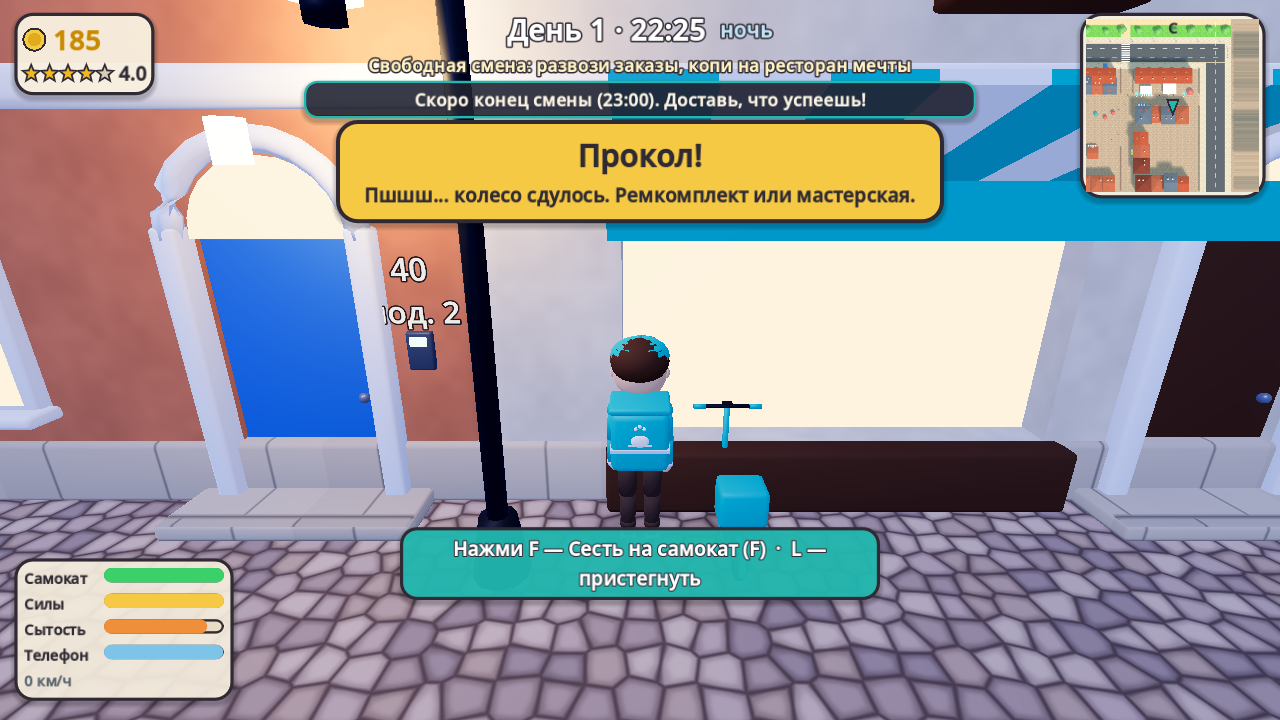 185
4.0
День 1 · 22:25 ночь
Свободная смена: развози заказы, копи на ресторан мечты
Скоро конец смены (23:00). Доставь, что успеешь!
С
Прокол!
Пшшш... колесо сдулось. Ремкомплект или мастерская.
40
под. 2
Нажми F — Сесть на самокат (F) · L —
пристегнуть
Самокат
Силы
Сытость
Телефон
0 км/ч